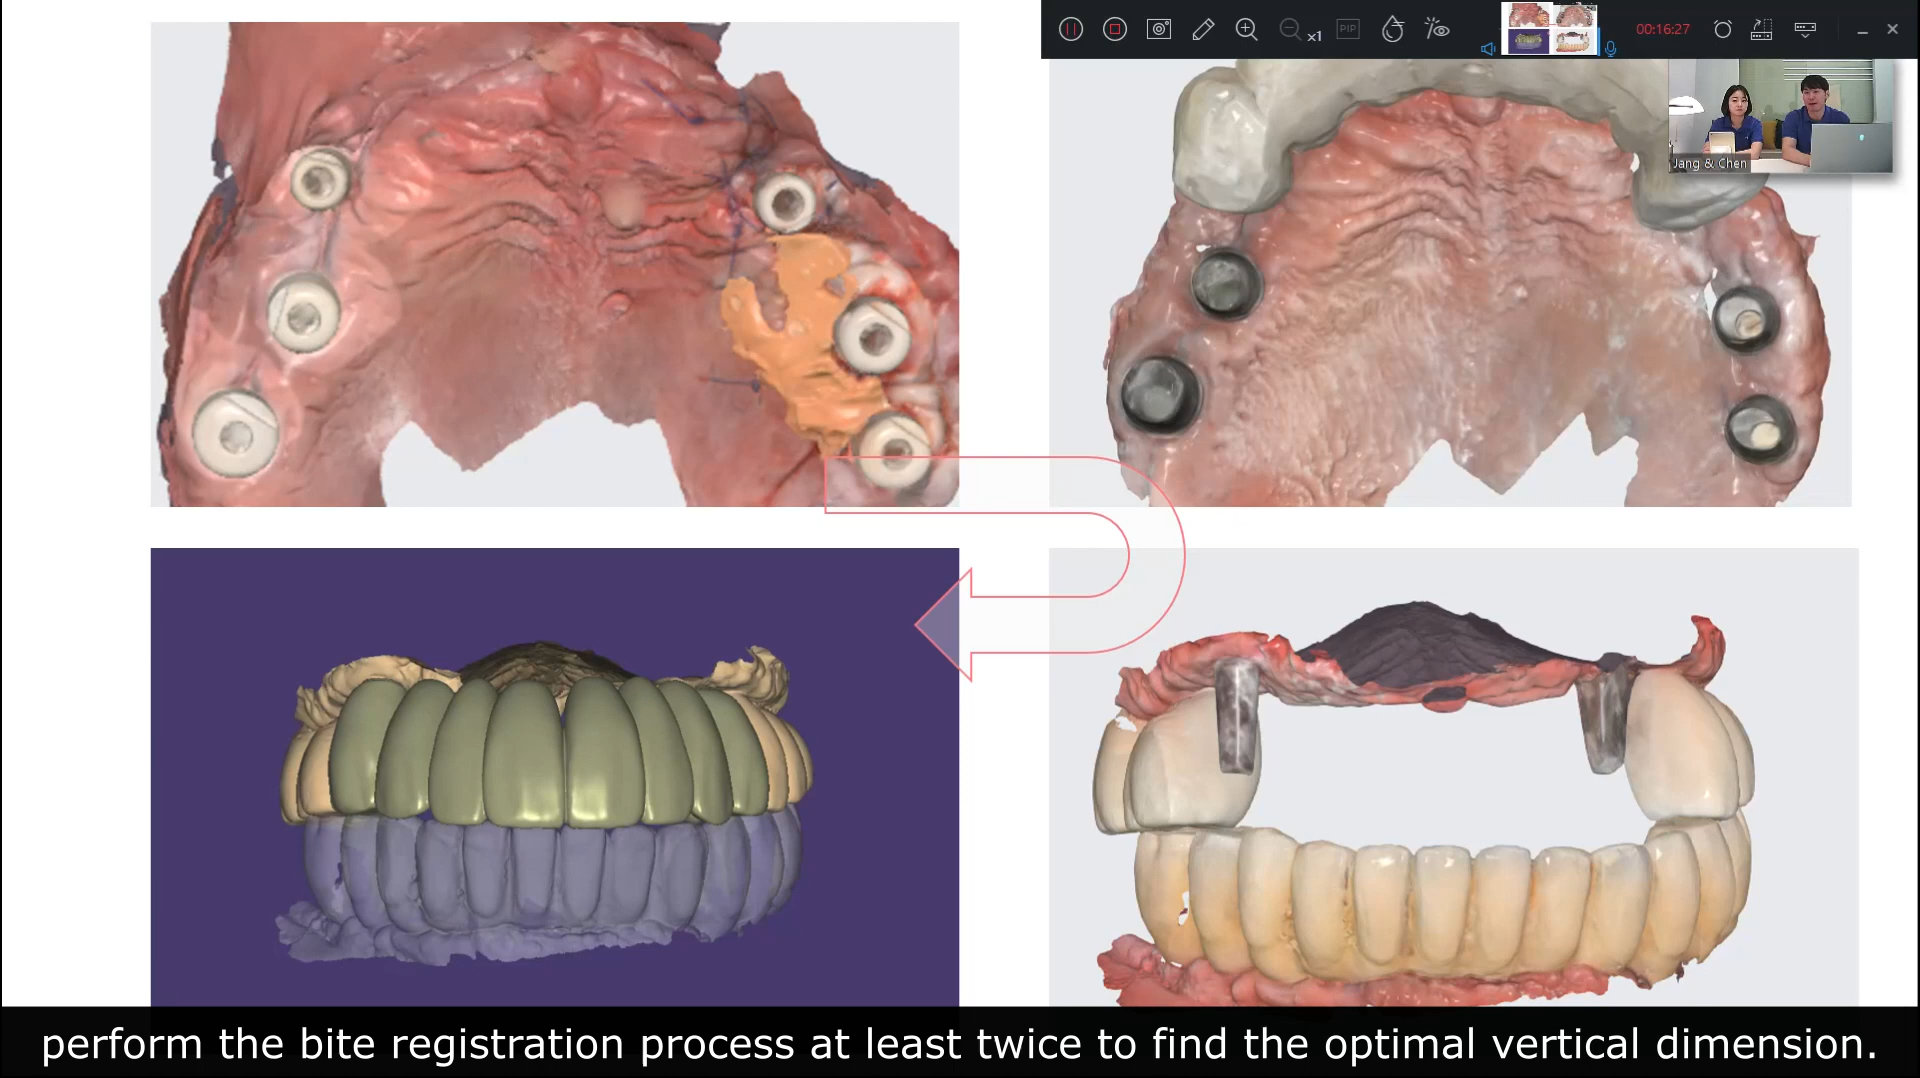 x1
PIP
00:16:27
Jang & Chen
perform the bite registration process at least twice to find the optimal vertical dimension.